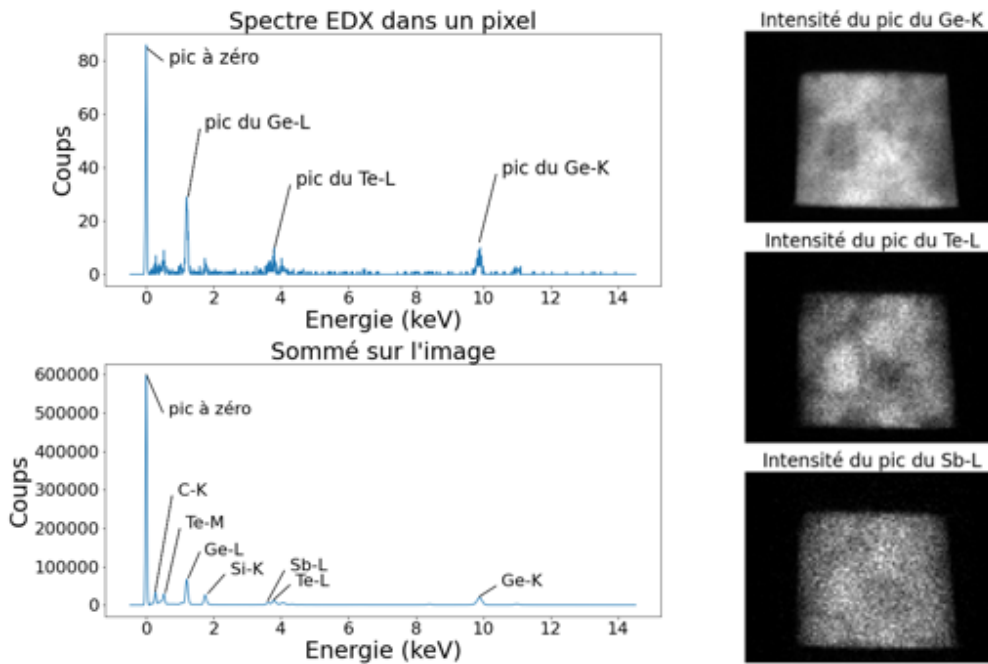 Spectre EDX dans un pixel
80
60
40
20
0
Coups
pic à zéro
pic du Ge-L
pic du Te-L
pic du Ge-K
0 2 4 6 8 10 12 14
Energie (keV)
Sommé sur l'image
600000
500000
400000
300000
200000
100000
0
Coups
pic à zéro
C-K
Te-M
Ge-L
Si-K
Sb-L
Te-L
Ge-K
0 2 4 6 8 10 12 14
Energie (keV)
Intensité du pic du Ge-K
Intensité du pic du Te-L
Intensité du pic du Sb-L